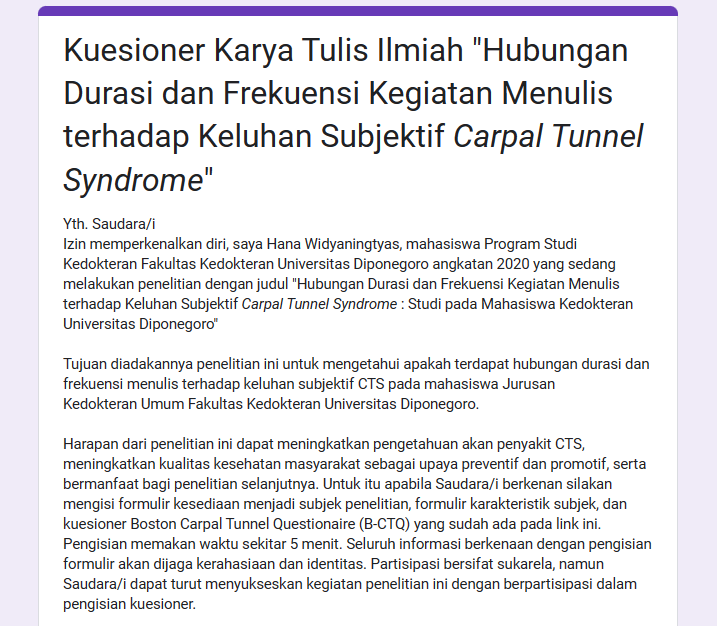 Kuesioner Karya Tulis Ilmiah "Hubungan
Durasi dan Frekuensi Kegiatan Menulis
terhadap Keluhan Subjektif Carpal Tunnel
Syndrome"
Yth. Saudara/i
Izin memperkenalkan diri, saya Hana Widyaningtyas, mahasiswa Program Studi
Kedokteran Fakultas Kedokteran Universitas Diponegoro angkatan 2020 yang sedang
melakukan penelitian dengan judul "Hubungan Durasi dan Frekuensi Kegiatan Menulis
terhadap Keluhan Subjektif Carpal Tunnel Syndrome : Studi pada Mahasiswa Kedokteran
Universitas Diponegoro"
Tujuan diadakannya penelitian ini untuk mengetahui apakah terdapat hubungan durasi dan
frekuensi menulis terhadap keluhan subjektif CTS pada mahasiswa Jurusan
Kedokteran Umum Fakultas Kedokteran Universitas Diponegoro.
Harapan dari penelitian ini dapat meningkatkan pengetahuan akan penyakit CTS,
meningkatkan kualitas kesehatan masyarakat sebagai upaya preventif dan promotif, serta
bermanfaat bagi penelitian selanjutnya. Untuk itu apabila Saudara/i berkenan silakan
mengisi formulir kesediaan menjadi subjek penelitian, formulir karakteristik subjek, dan
kuesioner Boston Carpal Tunnel Questionaire (B-CTQ) yang sudah ada pada link ini.
Pengisian memakan waktu sekitar 5 menit. Seluruh informasi berkenaan dengan pengisian
formulir akan dijaga kerahasiaan dan identitas. Partisipasi bersifat sukarela, namun
Saudara/i dapat turut menyukseskan kegiatan penelitian ini dengan berpartisipasi dalam
pengisian kuesioner.